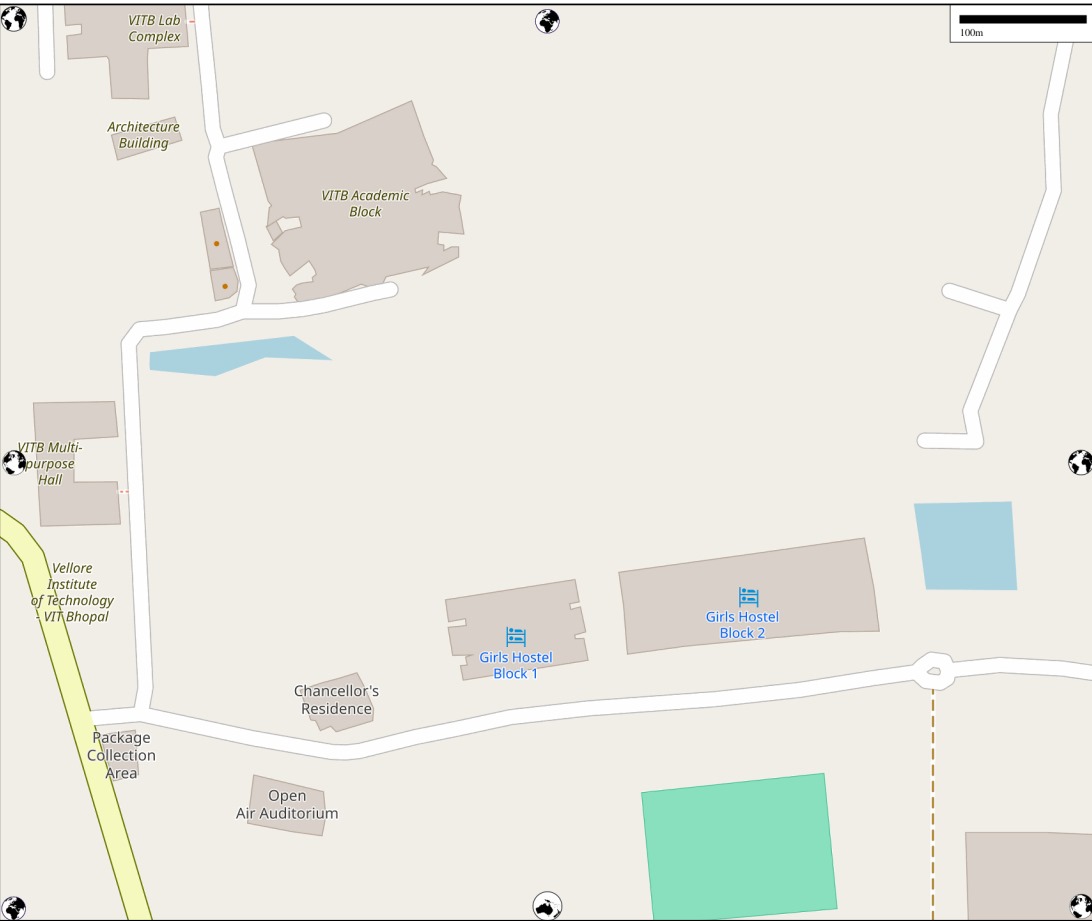 VITB Lab
Complex
100m
Architecture
Building
VITB Academic
Block
VITB Multi-
purpose
Hall
Vellore
Institute
of Technology
- VIT Bhopal
Girls Hostel
Block 2
Girls Hostel
Block 1
Chancellor's
Residence
Package
Collection
Area
Open
Air Auditorium